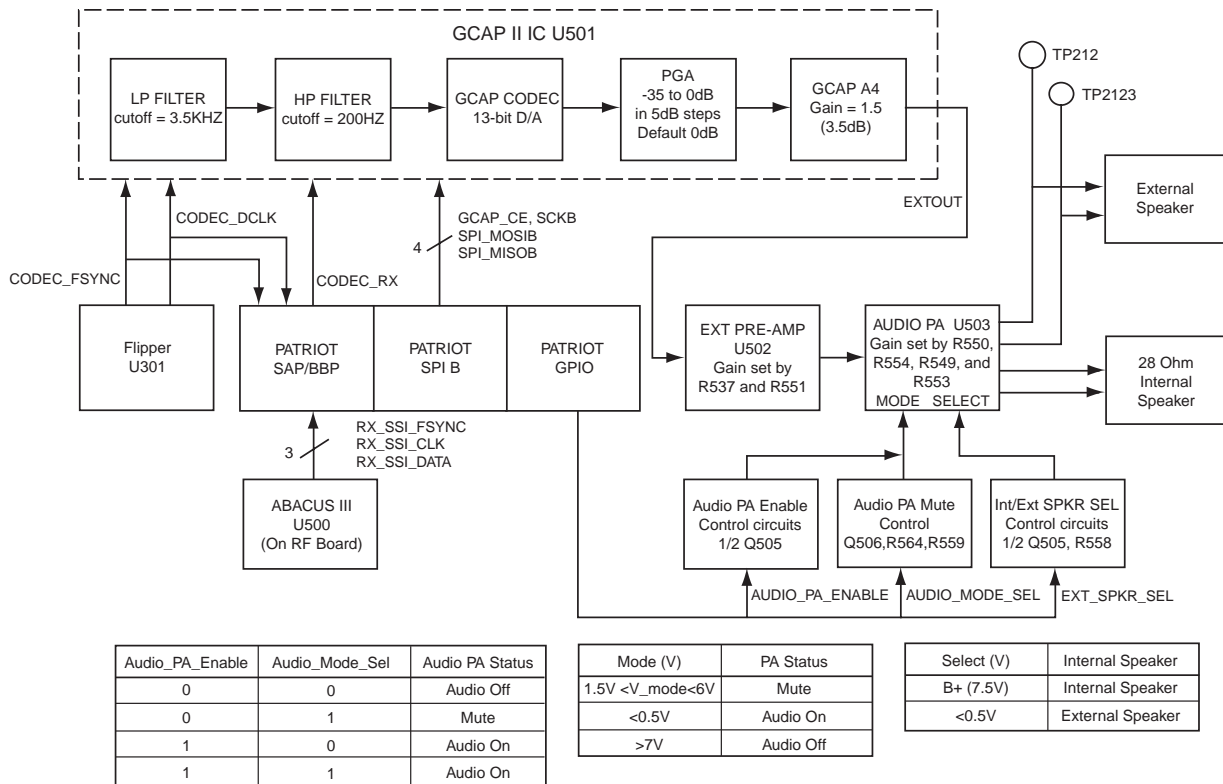 GCAP II IC U501
LP FILTER
cutoff = 3.5KHZ
HP FILTER
cutoff = 200HZ
GCAP CODEC
13-bit D/A
PGA
-35 to 0dB
in 5dB steps
Default 0dB
GCAP A4
Gain = 1.5
(3.5dB)
TP212
TP2123
External
Speaker
EXTOUT
CODEC_DCLK
CODEC_FSYNC
CODEC_RX
4
GCAP_CE, SCKB
SPI_MOSIB
SPI_MISOB
Flipper
U301
PATRIOT
SAP/BBP
PATRIOT
SPI B
PATRIOT
GPIO
EXT PRE-AMP
U502
Gain set by
R537 and R551
AUDIO PA U503
Gain set by R550,
R554, R549, and
R553
MODE SELECT
28 Ohm
Internal
Speaker
3
RX_SSI_FSYNC
RX_SSI_CLK
RX_SSI_DATA
ABACUS III
U500
(On RF Board)
Audio PA Enable
Control circuits
1/2 Q505
Audio PA Mute
Control
Q506,R564,R559
Int/Ext SPKR SEL
Control circuits
1/2 Q505, R558
AUDIO_PA_ENABLE
AUDIO_MODE_SEL
EXT_SPKR_SEL
Audio_PA_Enable Audio_Mode_Sel Audio PA Status
0 0 Audio Off
0 1 Mute
1 0 Audio On
1 1 Audio On
Mode (V) PA Status
1.5V <V_mode<6V Mute
<0.5V Audio On
>7V Audio Off
Select (V) Internal Speaker
B+ (7.5V) Internal Speaker
<0.5V External Speaker